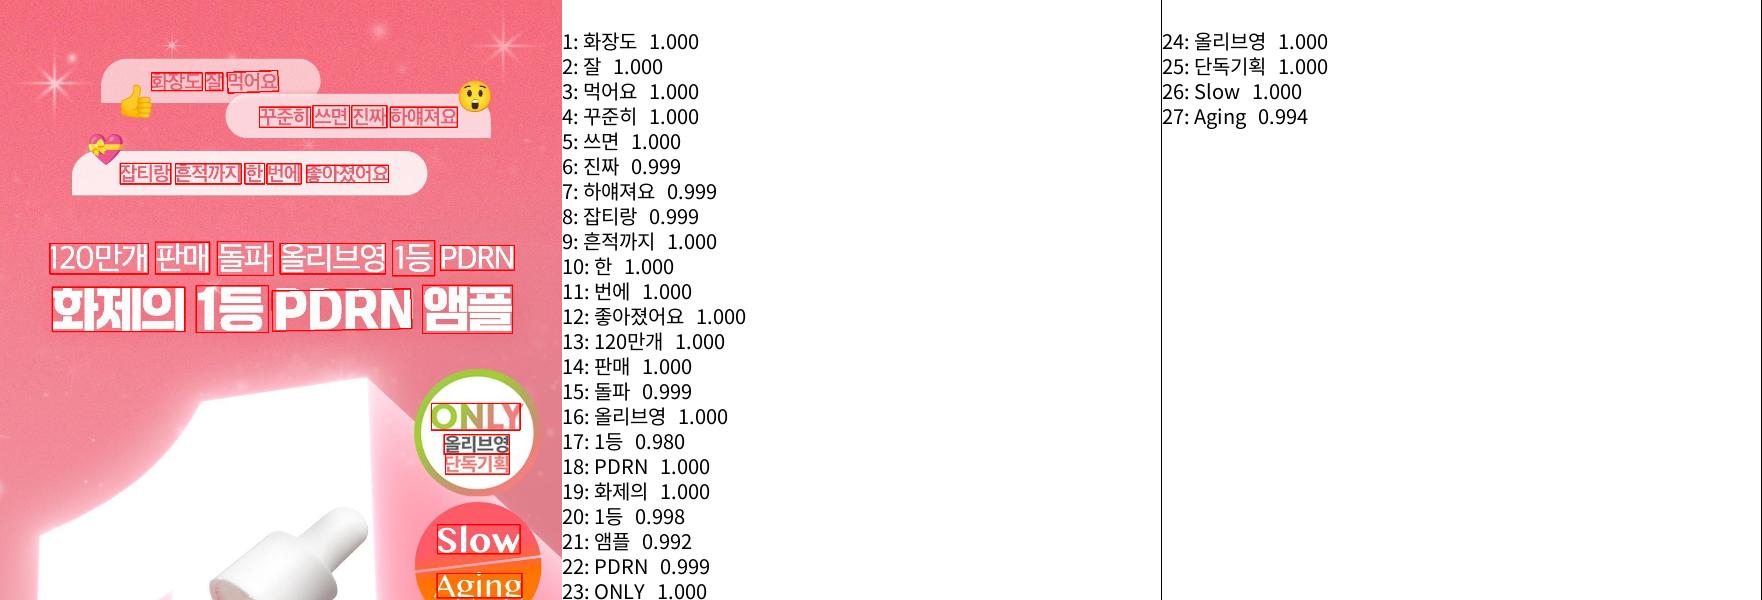 화장도 잘 먹어요
꾸준히 쓰면 진짜 하얘져요
잡티랑 흔적까지 한 번에 좋아졌어요
120만개 판매 돌파 올리브영 1등 PDRN
화제의 1등 PDRN 앰플
ONLY
올리브영
단독기획
Slow
Aging
1: 화장도 1.000
2: 잘 1.000
3: 먹어요 1.000
4: 꾸준히 1.000
5: 쓰면 1.000
6: 진짜 0.999
7: 하얘져요 0.999
8: 잡티랑 0.999
9: 흔적까지 1.000
10: 한 1.000
11: 번에 1.000
12: 좋아졌어요 1.000
13: 120만개 1.000
14: 판매 1.000
15: 돌파 0.999
16: 올리브영 1.000
17: 1등 0.980
18: PDRN 1.000
19: 화제의 1.000
20: 1등 0.998
21: 앰플 0.992
22: PDRN 0.999
23: ONLY 1.000
24: 올리브영 1.000
25: 단독기획 1.000
26: Slow 1.000
27: Aging 0.994